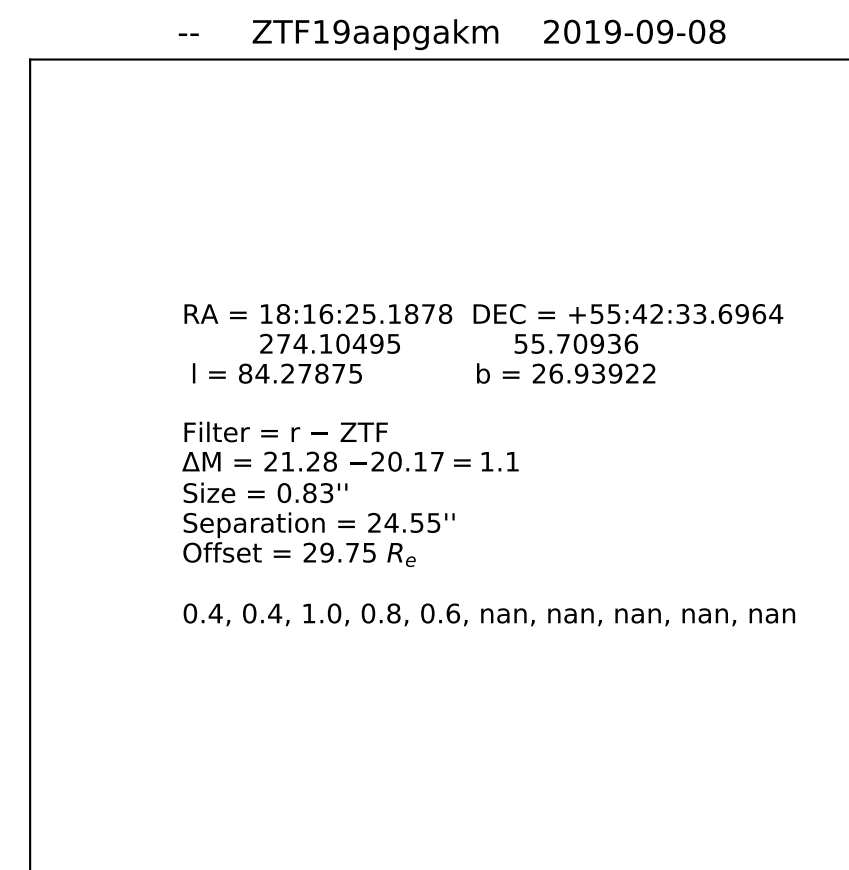 -- ZTF19aapgakm 2019-09-08
RA = 18:16:25.1878 DEC = +55:42:33.6964
274.10495 55.70936
l = 84.27875 b = 26.93922
Filter = r − ZTF
ΔM = 21.28 −20.17 = 1.1
Size = 0.83''
Separation = 24.55''
Offset = 29.75 Rₑ
0.4, 0.4, 1.0, 0.8, 0.6, nan, nan, nan, nan, nan